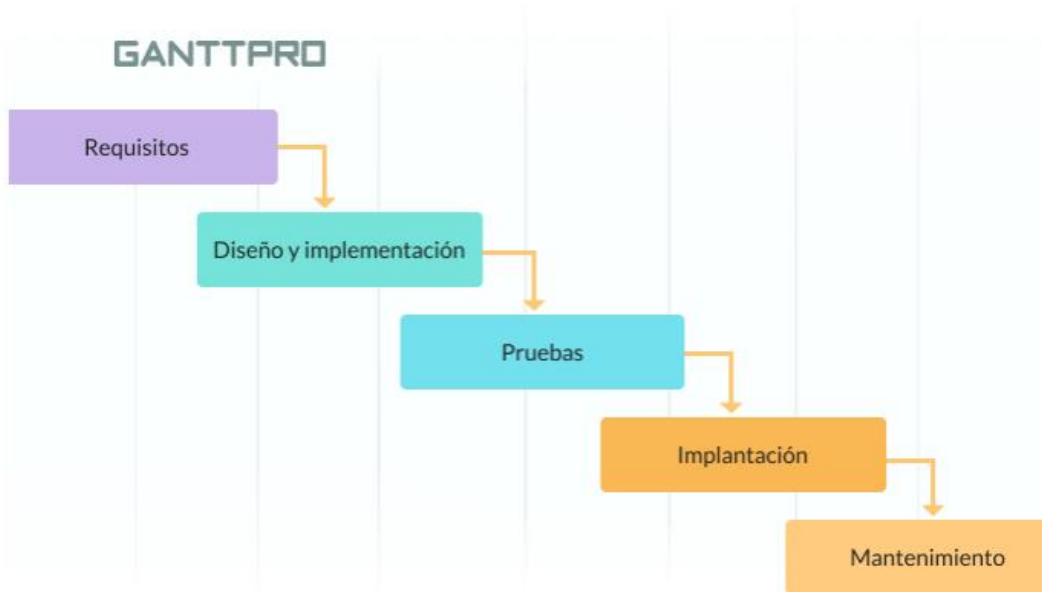 GANTTPRO
Requisitos
Diseño y implementación
Pruebas
Implantación
Mantenimiento